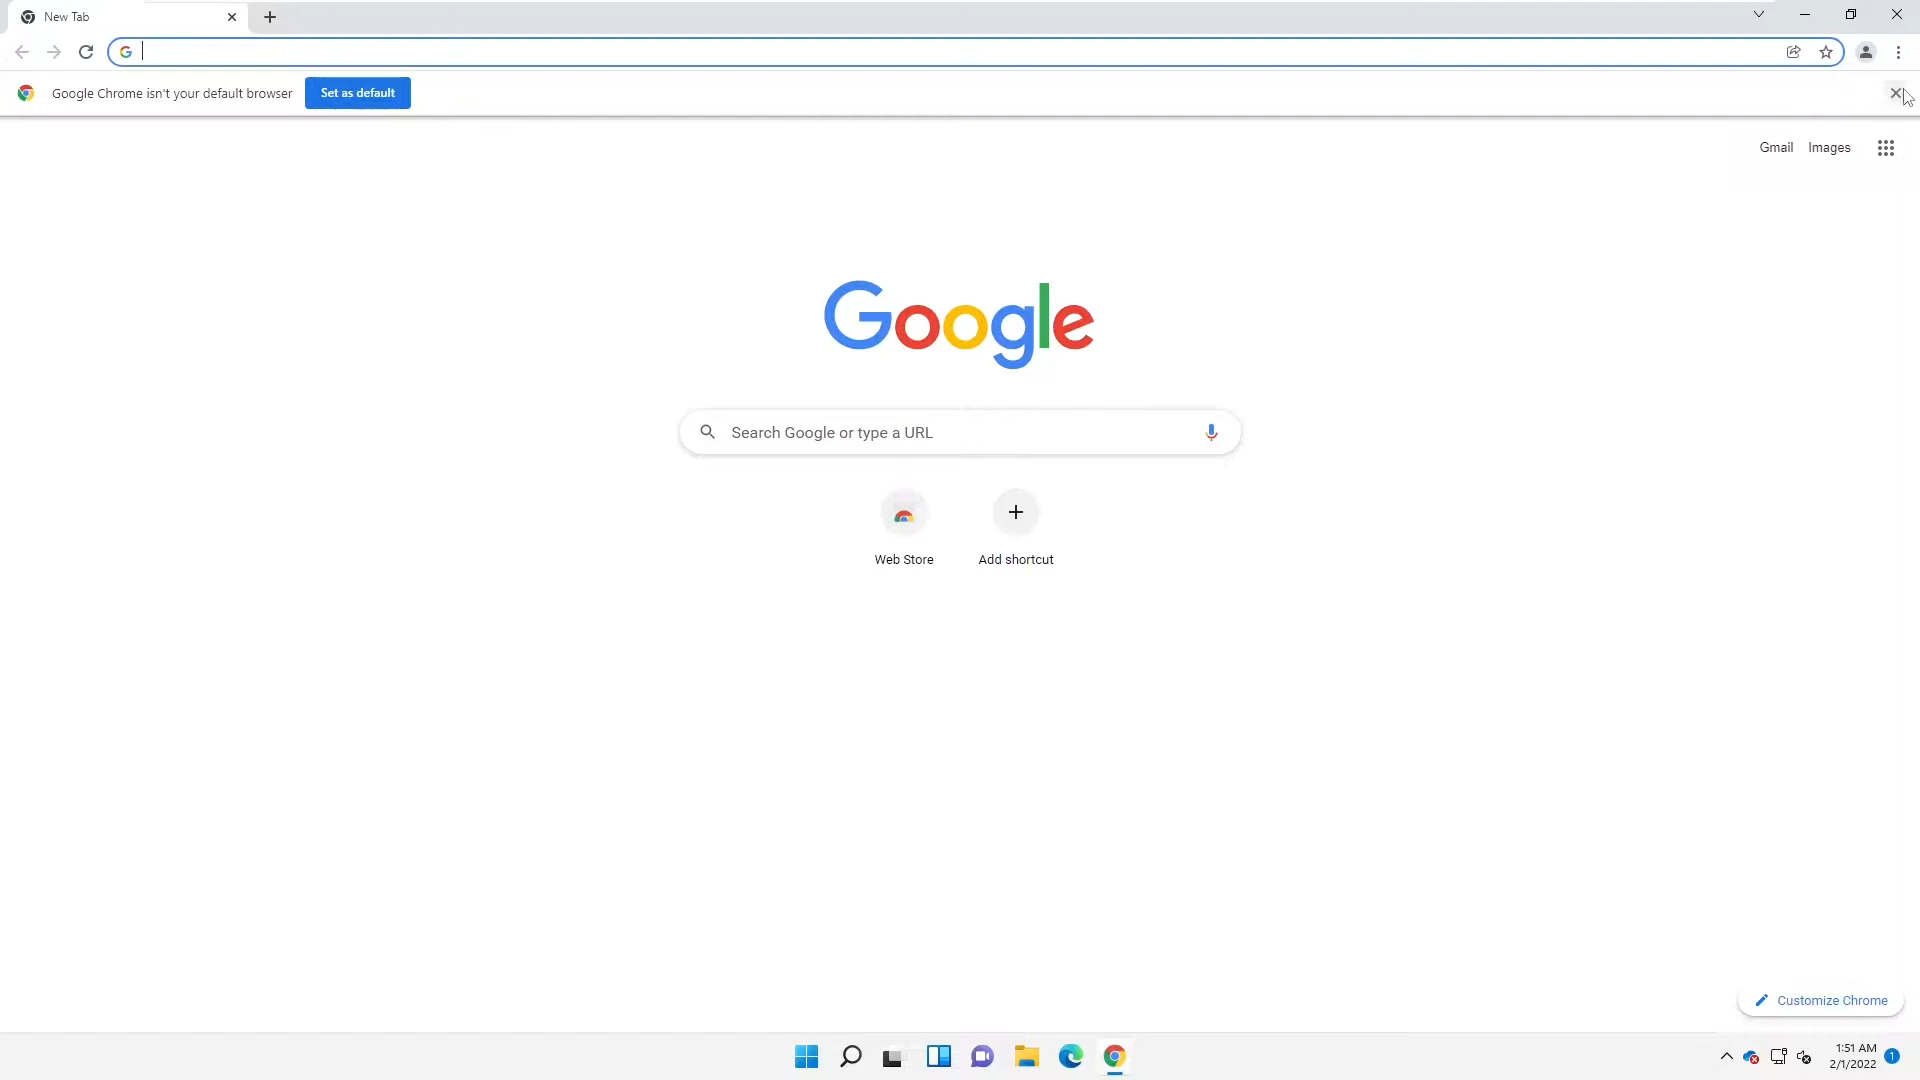 New Tab
Google Chrome isn't your default browser
Set as default
Gmail
Images
Google
Search Google or type a URL
Web Store
Add shortcut
Customize Chrome
1:51 AM
2/1/2022
1